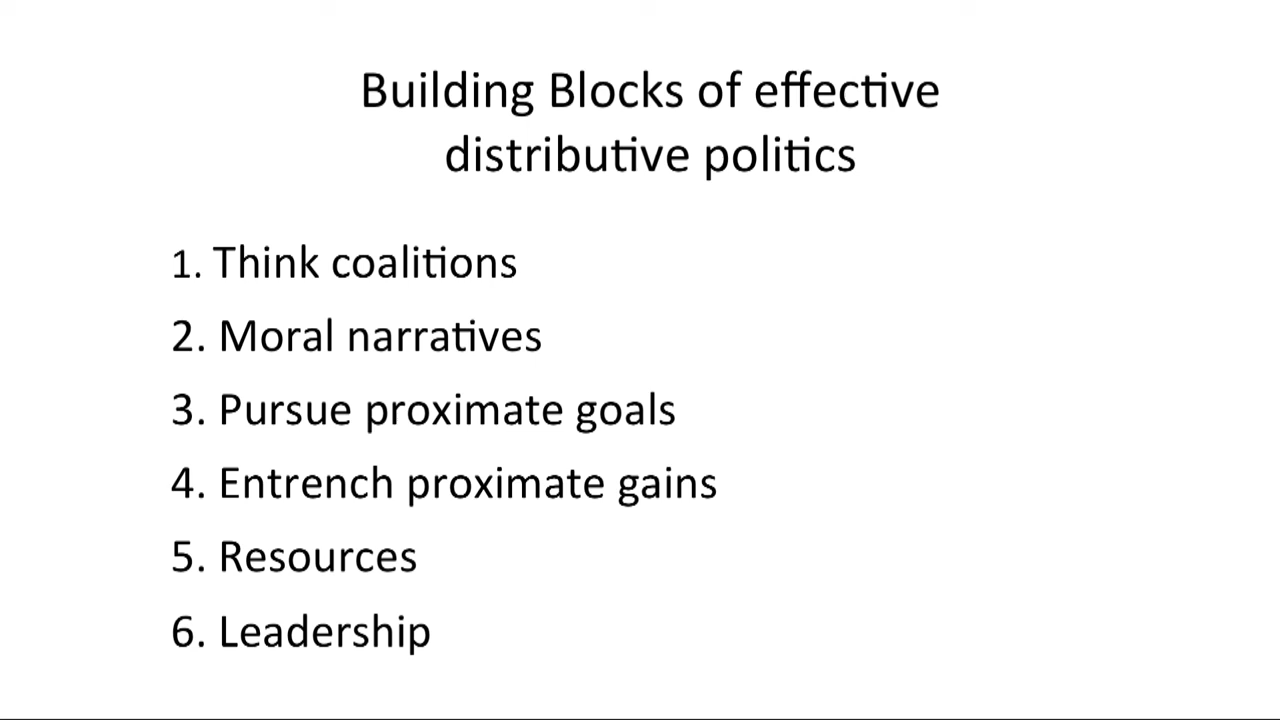 Building Blocks of effective
distributive politics
1. Think coalitions
2. Moral narratives
3. Pursue proximate goals
4. Entrench proximate gains
5. Resources
6. Leadership